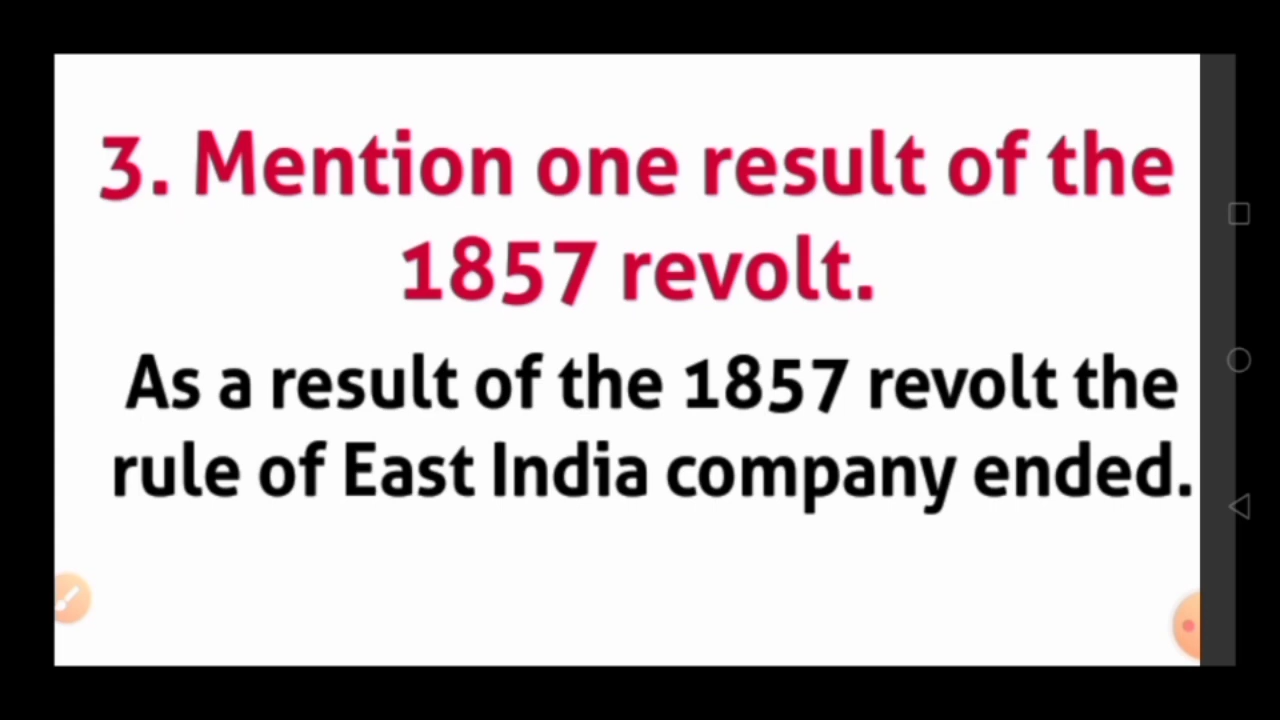 3. Mention one result of the
1857 revolt.
As a result of the 1857 revolt the
rule of East India company ended.